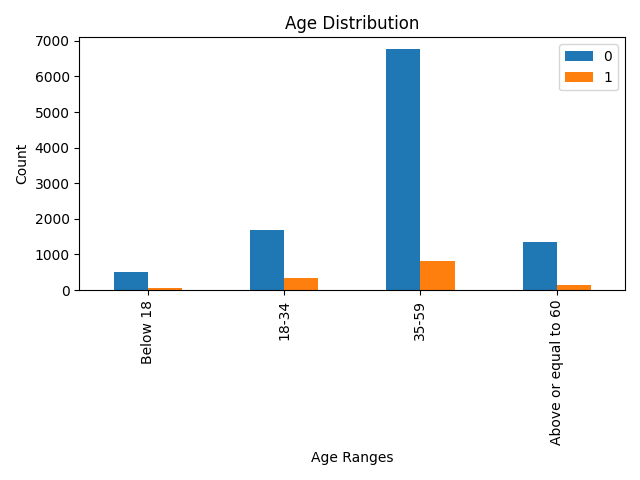 Age Distribution
7000
6000
5000
4000
3000
2000
1000
0
Count
0
1
Below 18
18-34
35-59
Above or equal to 60
Age Ranges